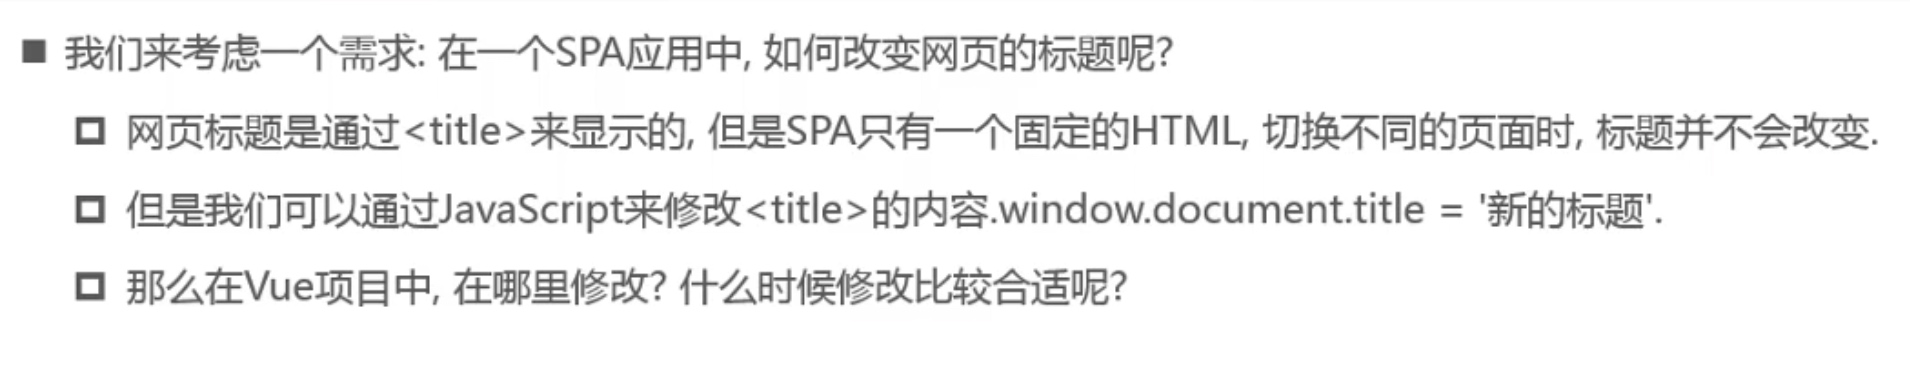 ■ 我们来考虑一个需求: 在一个SPA应用中, 如何改变网页的标题呢?
网页标题是通过<title>来显示的, 但是SPA只有一个固定的HTML, 切换不同的页面时, 标题并不会改变.
但是我们可以通过JavaScript来修改<title>的内容.window.document.title = '新的标题'.
那么在Vue项目中, 在哪里修改? 什么时候修改比较合适呢?